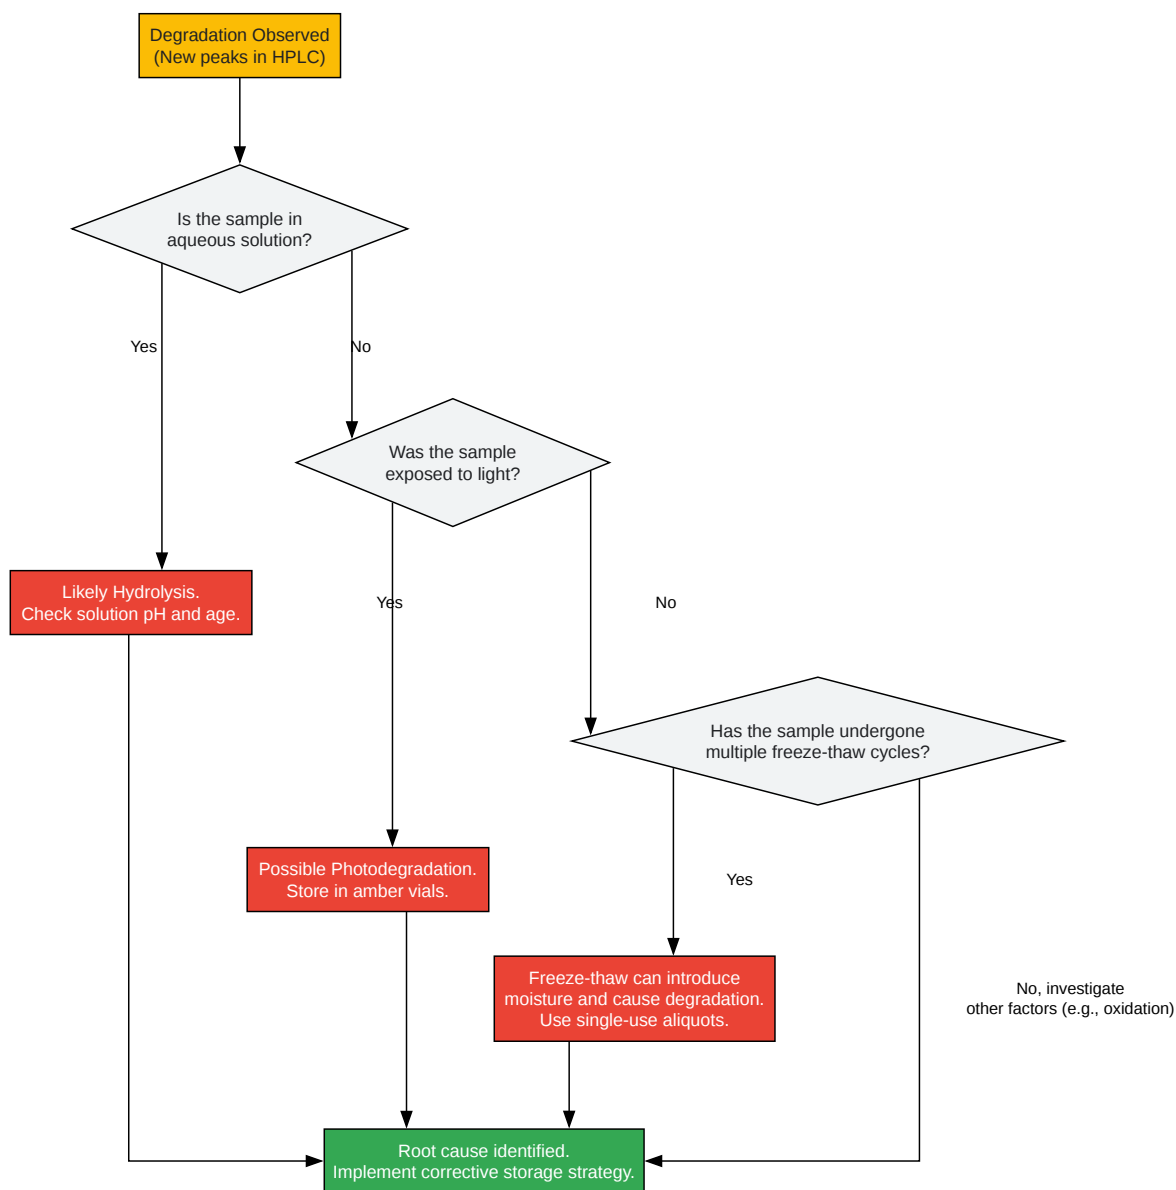 Degradation Observed
(New peaks in HPLC)
Is the sample in
aqueous solution?
Yes
No
Was the sample
exposed to light?
Likely Hydrolysis.
Check solution pH and age.
Yes
No
Has the sample undergone
multiple freeze-thaw cycles?
Possible Photodegradation.
Store in amber vials.
Yes
Freeze-thaw can introduce
moisture and cause degradation.
Use single-use aliquots.
No, investigate
other factors (e.g., oxidation)
Root cause identified.
Implement corrective storage strategy.